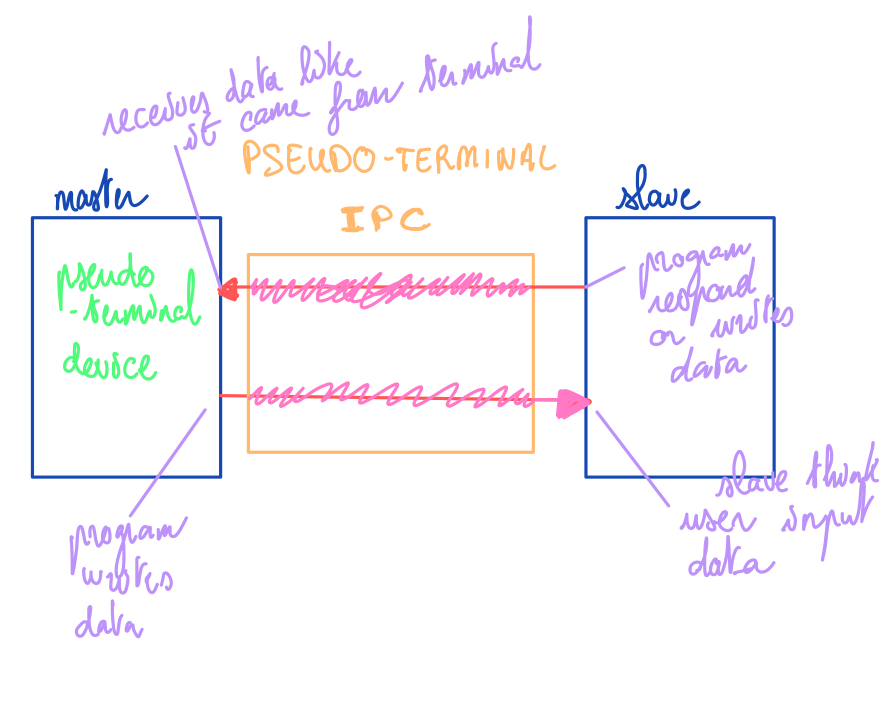 receives data like
it came from terminal
PSEUDO-TERMINAL
IPC
master
slave
pseudo
-terminal
device
program
respond
or writes
data
program
writes
data
slave think
user input
data